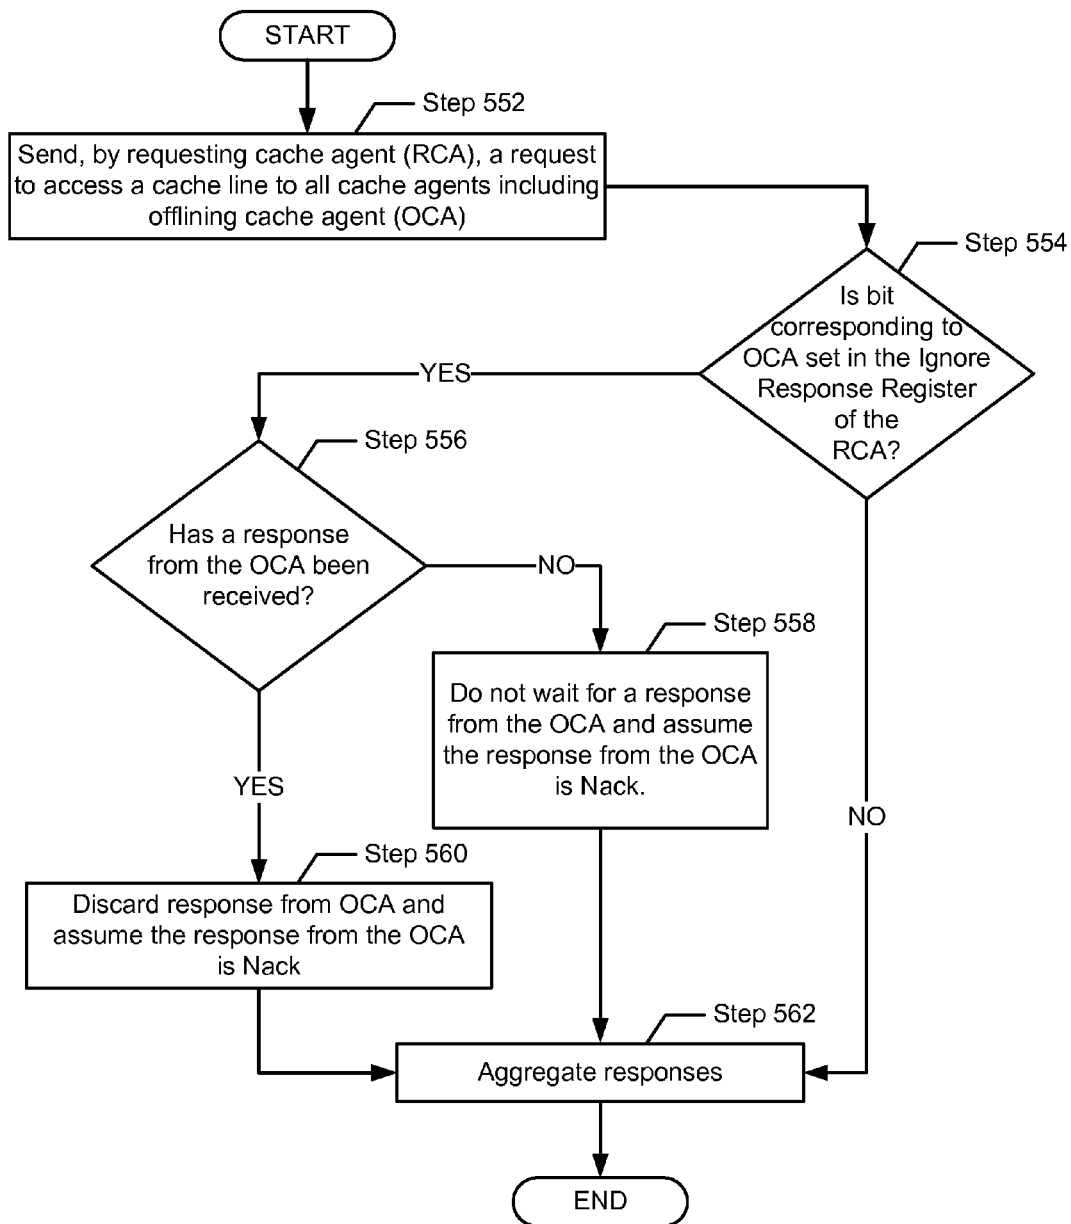 START
Step 552
Send, by requesting cache agent (RCA), a request
to access a cache line to all cache agents including
offlining cache agent (OCA)
Step 554
Is bit
corresponding to
OCA set in the Ignore
Response Register
of the
RCA?
YES
Step 556
Has a response
from the OCA been
received?
NO
Step 558
Do not wait for a response
from the OCA and assume
the response from the OCA
is Nack.
YES
NO
Step 560
Discard response from OCA and
assume the response from the OCA
is Nack
Step 562
Aggregate responses
END